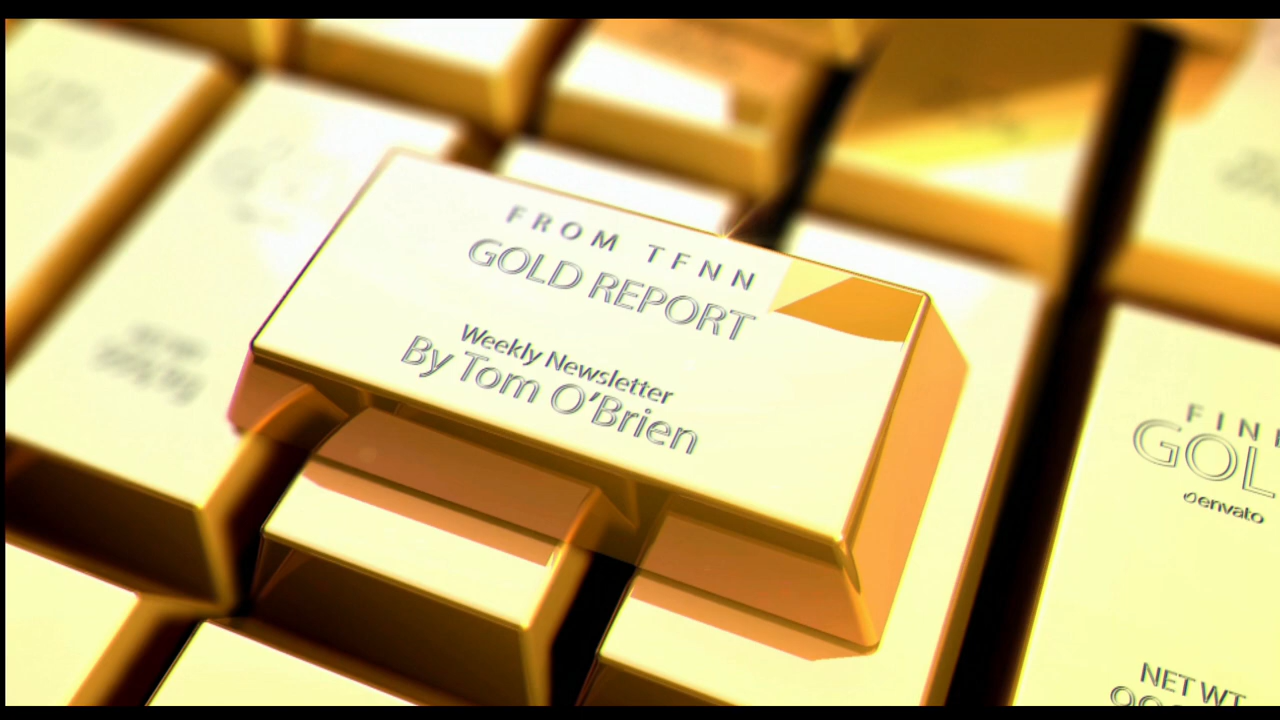 FROM TFNN
GOLD REPORT
Weekly Newsletter
By Tom O'Brien
GOL
envato
NET WT